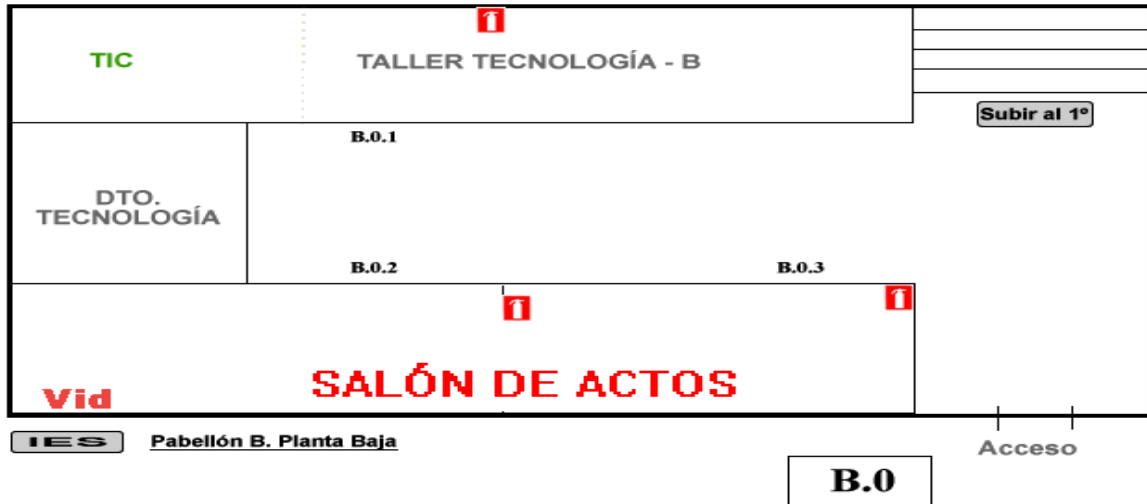 TIC
TALLER TECNOLOGÍA - B
Subir al 1º
B.0.1
DTO.
TECNOLOGÍA
B.0.2
B.0.3
SALÓN DE ACTOS
Vid
IES
Pabellón B. Planta Baja
Acceso
B.0